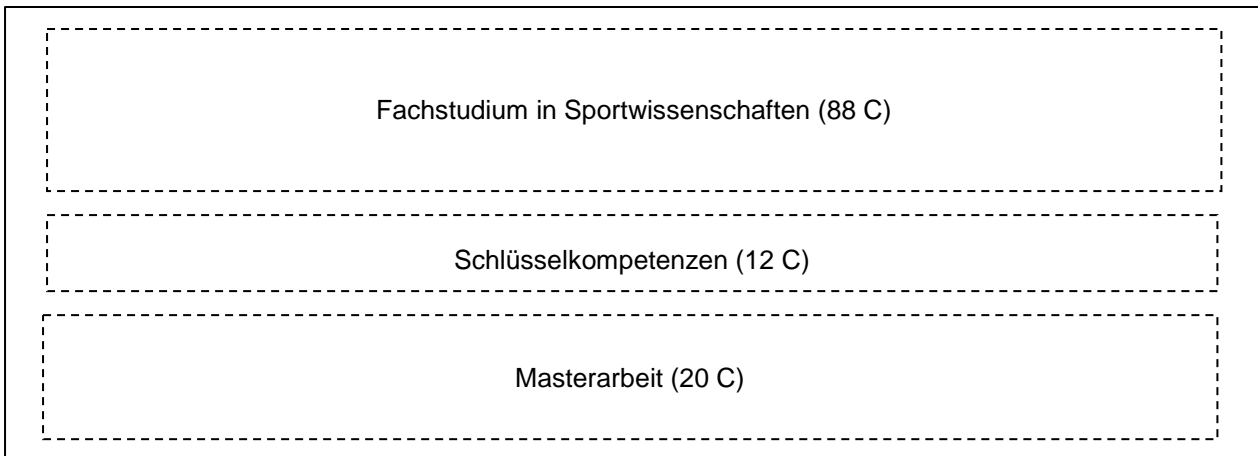 Fachstudium in Sportwissenschaften (88 C)
Schlüsselkompetenzen (12 C)
Masterarbeit (20 C)